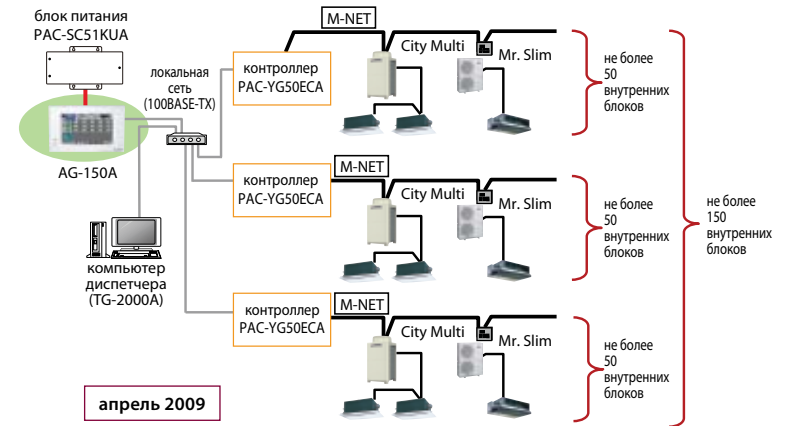 блок питания
PAC-SC51KUA
AG-150A
локальная
сеть
(100BASE-TX)
компьютер
диспетчера
(TG-2000A)
контроллер
PAC-YG50ECA
M-NET
City Multi
Mr. Slim
не более
50
внутренних
блоков
контроллер
PAC-YG50ECA
M-NET
City Multi
Mr. Slim
не более
50
внутренних
блоков
не более
150
внутренних
блоков
контроллер
PAC-YG50ECA
M-NET
City Multi
Mr. Slim
не более
50
внутренних
блоков
апрель 2009